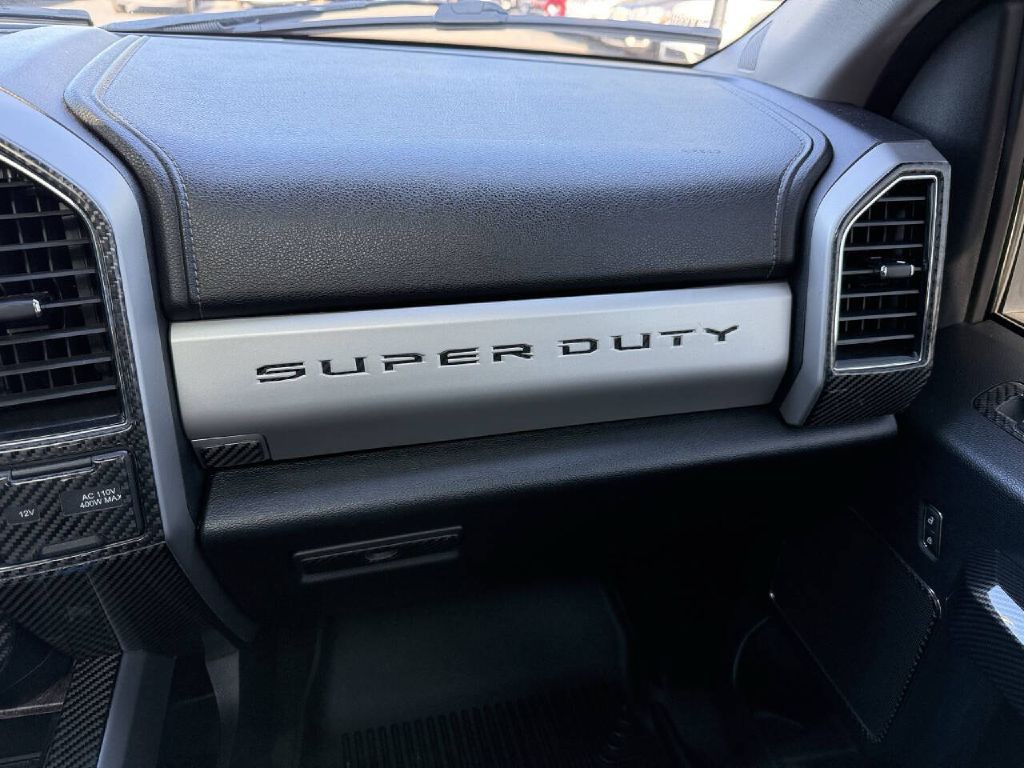 SUPER DUTY
12V
AC 110V
400W MAX